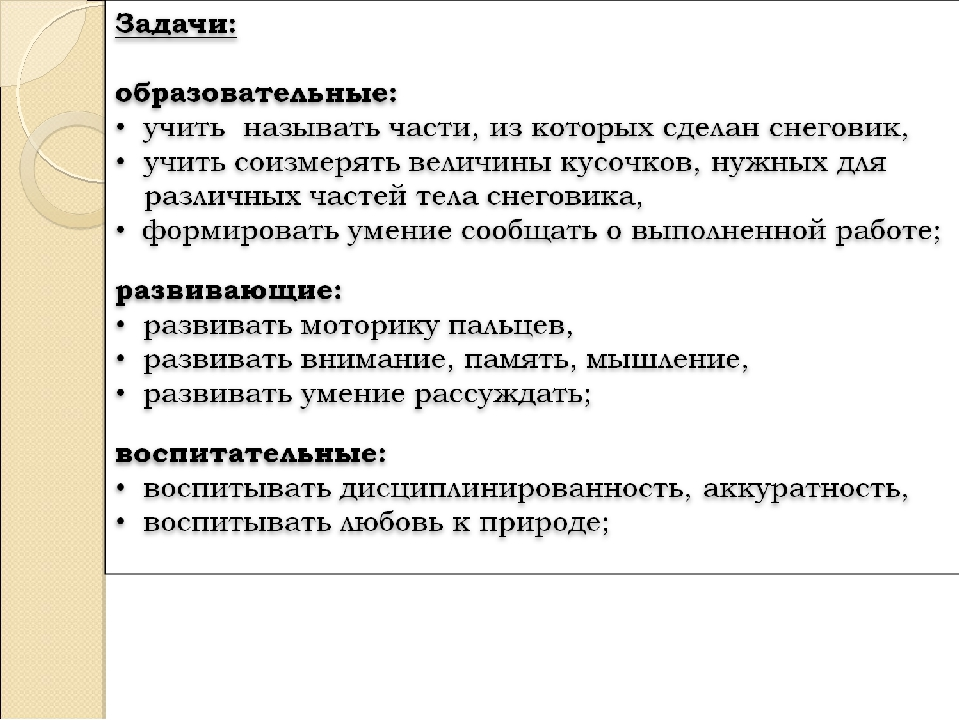 Задачи:
образовательные:
• учить называть части, из которых сделан снеговик,
• учить соизмерять величины кусочков, нужных для
различных частей тела снеговика,
• формировать умение сообщать о выполненной работе;
развивающие:
• развивать моторику пальцев,
• развивать внимание, память, мышление,
• развивать умение рассуждать;
воспитательные:
• воспитывать дисциплинированность, аккуратность,
• воспитывать любовь к природе;